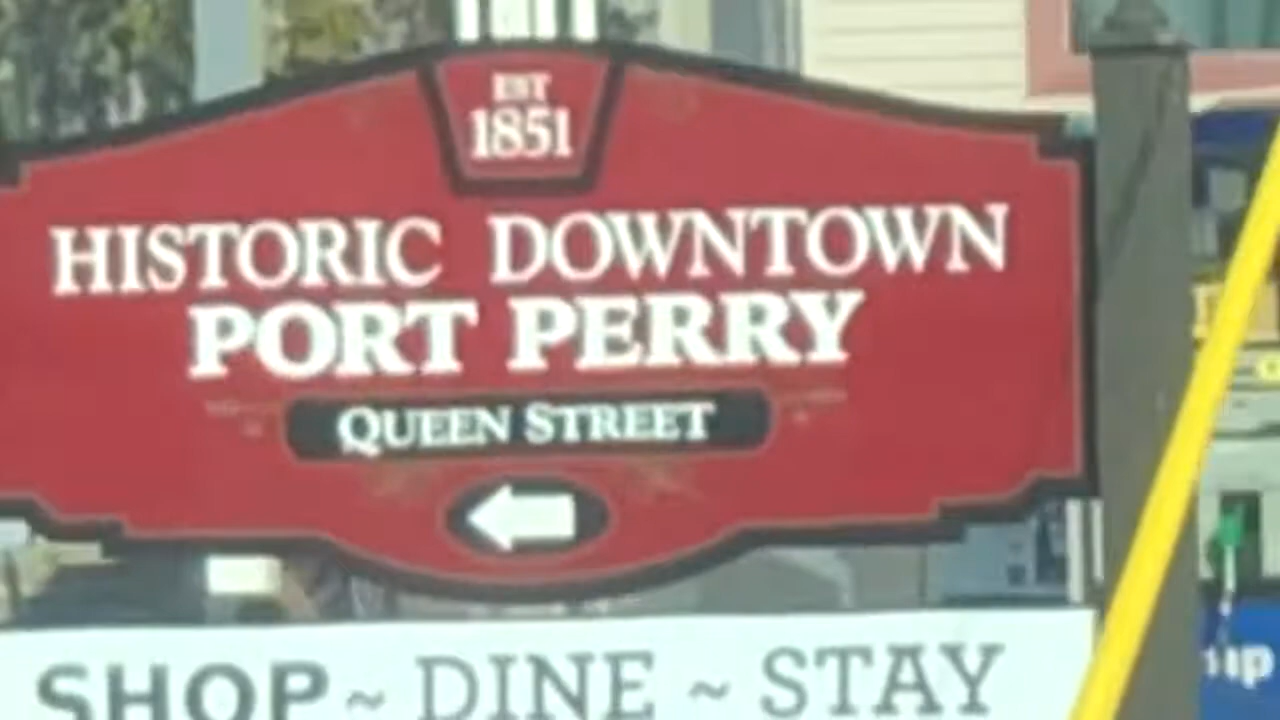 EST
1851
HISTORIC DOWNTOWN
PORT PERRY
QUEEN STREET
SHOP ~ DINE ~ STAY